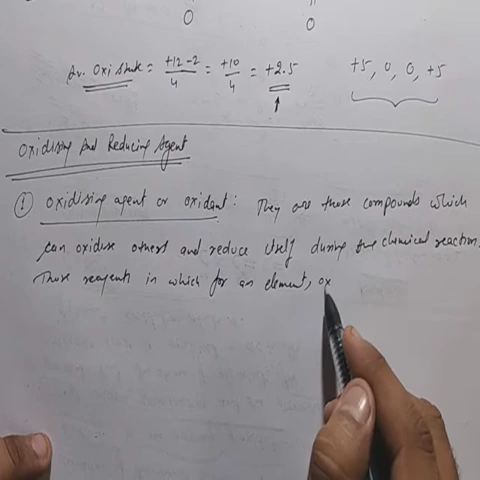 O O
Av. Oxi state = +12-2/4 = +10/4 = +2.5 +5, 0, 0, +5
Oxidising And Reducing Agent
① Oxidising agent or oxidant: They are those compounds which
can oxidise others and reduce itself during the chemical reaction.
Those reagents in which for an element, ox